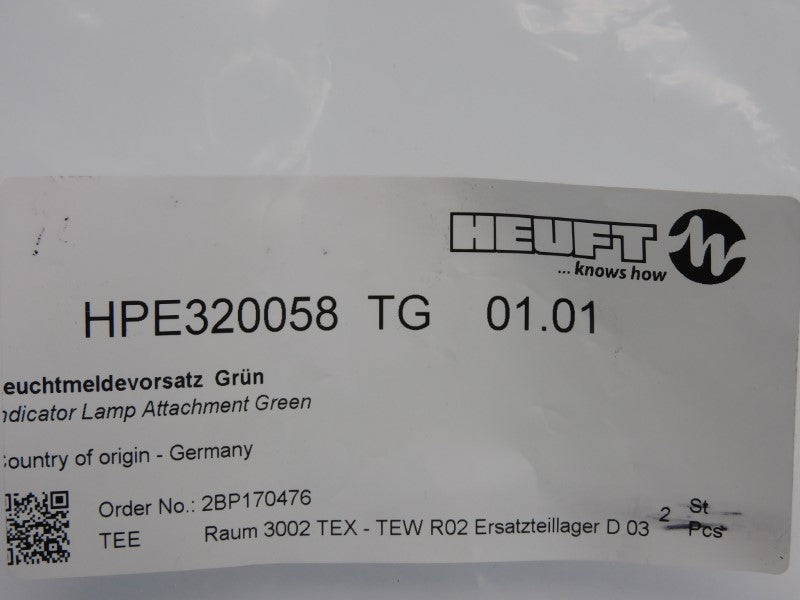 HEUFT
... knows how
HPE320058 TG 01.01
euchtmeldevorsatz Grün
ndicator Lamp Attachment Green
ountry of origin - Germany
Order No.: 2BP170476
TEE Raum 3002 TEX - TEW R02 Ersatzteillager D 03 2 St
Pcs